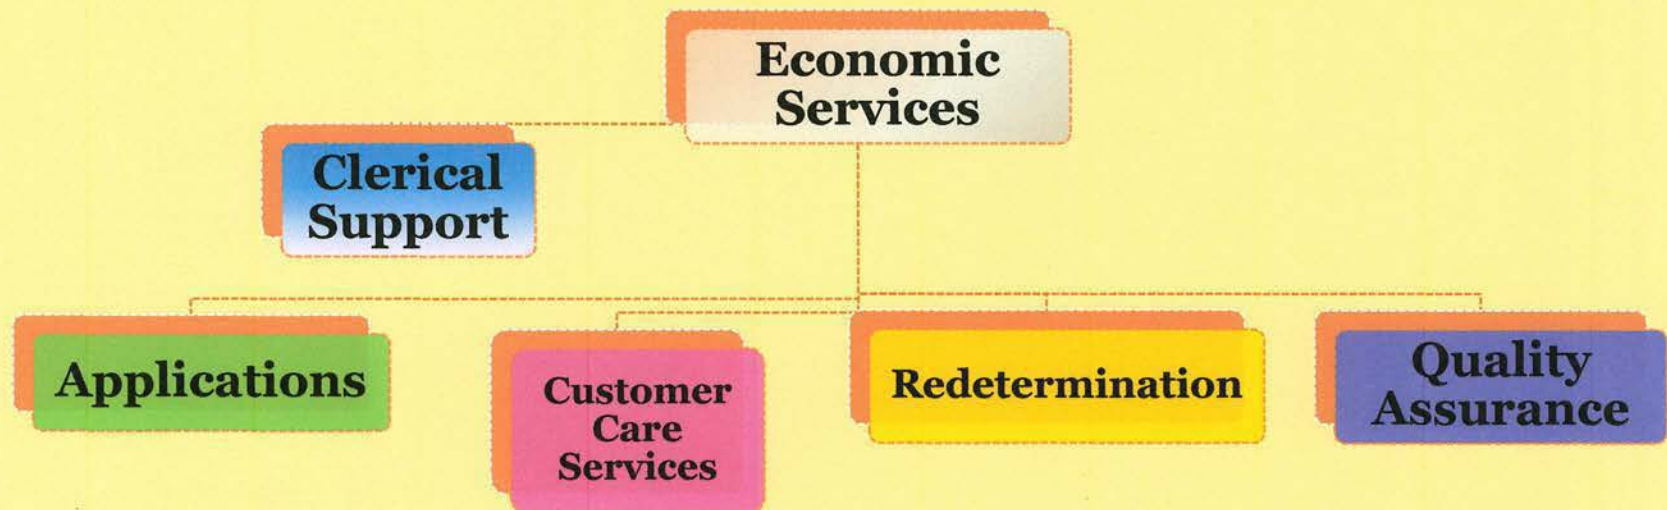 Economic
Services
Clerical
Support
Applications
Customer
Care
Services
Redetermination
Quality
Assurance